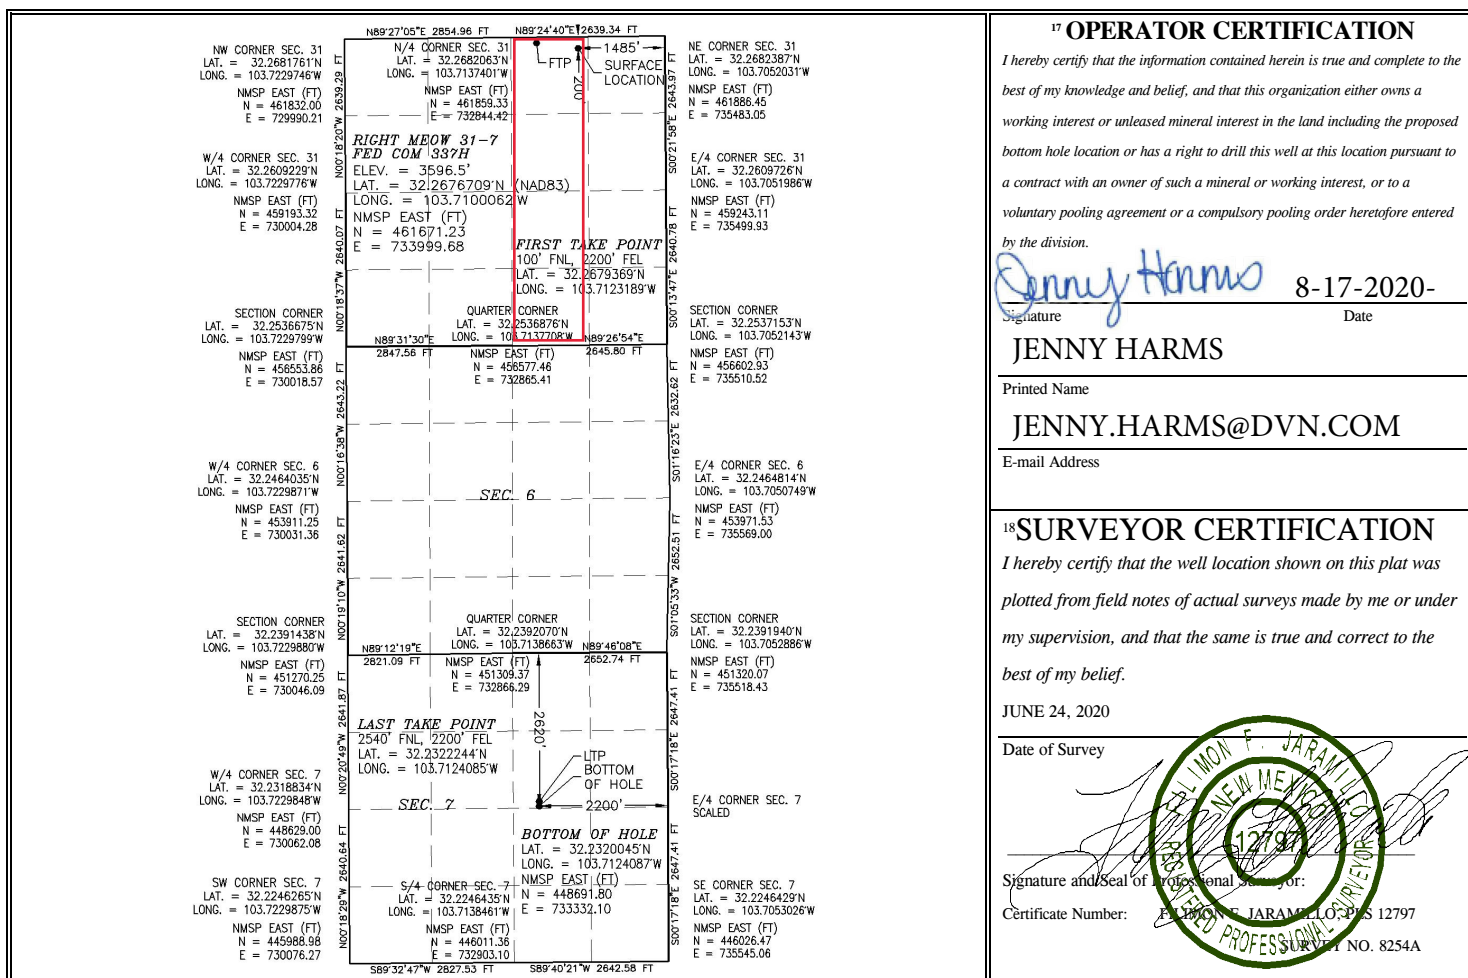 N89°27'05"E 2854.96 FT
N89°24'40"E 2639.34 FT
NW CORNER SEC. 31
LAT. = 32.2681761'N
LONG. = 103.7229746'W
NMSP EAST (FT)
N = 461832.00
E = 729990.21
N/4 CORNER SEC. 31
LAT. = 32.2682063'N
LONG. = 103.7137401'W
NMSP EAST (FT)
N = 461859.33
E = 732844.42
FTP
1485'
SURFACE
LOCATION
200'
NE CORNER SEC. 31
LAT. = 32.2682387'N
LONG. = 103.7052031'W
NMSP EAST (FT)
N = 461886.45
E = 735483.05
N00°18'20"W 2639.29 FT
S00°21'58"E 2643.97 FT
RIGHT MEOW 31-7
FED COM 337H
ELEV. = 3596.5'
LAT. = 32.2676709'N (NAD83)
LONG. = 103.7100062'W
NMSP EAST (FT)
N = 461671.23
E = 733999.68
W/4 CORNER SEC. 31
LAT. = 32.2609229'N
LONG. = 103.7229776'W
NMSP EAST (FT)
N = 459193.32
E = 730004.28
E/4 CORNER SEC. 31
LAT. = 32.2609726'N
LONG. = 103.7051986'W
NMSP EAST (FT)
N = 459243.11
E = 735499.93
FIRST TAKE POINT
100' FNL, 2200' FEL
LAT. = 32.2679369'N
LONG. = 103.7123189'W
N00°18'37"W 2640.07 FT
S00°13'47"E 2640.78 FT
SECTION CORNER
LAT. = 32.2536675'N
LONG. = 103.7229799'W
NMSP EAST (FT)
N = 456553.86
E = 730018.57
QUARTER CORNER
LAT. = 32.2536876'N
LONG. = 103.7137708'W
NMSP EAST (FT)
N = 456577.46
E = 732865.41
N89°31'30"E
2847.56 FT
N89°26'54"E
2645.80 FT
SECTION CORNER
LAT. = 32.2537153'N
LONG. = 103.7052143'W
NMSP EAST (FT)
N = 456602.93
E = 735510.52
N00°16'38"W 2643.22 FT
S01°16'23"E 2632.62 FT
W/4 CORNER SEC. 6
LAT. = 32.2464035'N
LONG. = 103.7229871'W
NMSP EAST (FT)
N = 453911.25
E = 730031.36
SEC. 6
E/4 CORNER SEC. 6
LAT. = 32.2464814'N
LONG. = 103.7050749'W
NMSP EAST (FT)
N = 453971.53
E = 735569.00
N00°19'10"W 2641.62 FT
S01°05'33"W 2652.51 FT
SECTION CORNER
LAT. = 32.2391438'N
LONG. = 103.7229880'W
NMSP EAST (FT)
N = 451270.25
E = 730046.09
QUARTER CORNER
LAT. = 32.2392070'N
LONG. = 103.7138663'W
NMSP EAST (FT)
N = 451309.37
E = 732866.29
N89°12'19"E
2821.09 FT
N89°46'08"E
2652.74 FT
SECTION CORNER
LAT. = 32.2391940'N
LONG. = 103.7052886'W
NMSP EAST (FT)
N = 451320.07
E = 735518.43
N00°20'49"W 2641.87 FT
S00°17'18"E 2647.41 FT
LAST TAKE POINT
2540' FNL, 2200' FEL
LAT. = 32.2322244'N
LONG. = 103.7124085'W
2620'
LTP
BOTTOM
OF HOLE
2200'
W/4 CORNER SEC. 7
LAT. = 32.2318834'N
LONG. = 103.7229848'W
NMSP EAST (FT)
N = 448629.00
E = 730062.08
SEC. 7
E/4 CORNER SEC. 7
SCALED
BOTTOM OF HOLE
LAT. = 32.2320045'N
LONG. = 103.7124087'W
NMSP EAST (FT)
N = 448691.80
E = 733332.10
N00°18'29"W 2640.64 FT
S00°17'18"E 2647.41 FT
SW CORNER SEC. 7
LAT. = 32.2246265'N
LONG. = 103.7229875'W
NMSP EAST (FT)
N = 445988.98
E = 730076.27
S/4 CORNER SEC. 7
LAT. = 32.2246435'N
LONG. = 103.7138461'W
NMSP EAST (FT)
N = 446011.36
E = 732903.10
SE CORNER SEC. 7
LAT. = 32.2246429'N
LONG. = 103.7053026'W
NMSP EAST (FT)
N = 446026.47
E = 735545.06
S89°32'47"W 2827.53 FT
S89°40'21"W 2642.58 FT
17 OPERATOR CERTIFICATION
I hereby certify that the information contained herein is true and complete to the
best of my knowledge and belief, and that this organization either owns a
working interest or unleased mineral interest in the land including the proposed
bottom hole location or has a right to drill this well at this location pursuant to
a contract with an owner of such a mineral or working interest, or to a
voluntary pooling agreement or a compulsory pooling order heretofore entered
by the division.
Jenny Harms 8-17-2020-
Signature Date
JENNY HARMS
Printed Name
JENNY.HARMS@DVN.COM
E-mail Address
18SURVEYOR CERTIFICATION
I hereby certify that the well location shown on this plat was
plotted from field notes of actual surveys made by me or under
my supervision, and that the same is true and correct to the
best of my belief.
JUNE 24, 2020
Date of Survey
FILIMON F. JARAMILLO
NEW MEXICO
12797
REGISTERED PROFESSIONAL SURVEYOR
Signature and Seal of Professional Surveyor:
Certificate Number: FILIMON F. JARAMILLO, PLS 12797
SURVEY NO. 8254A